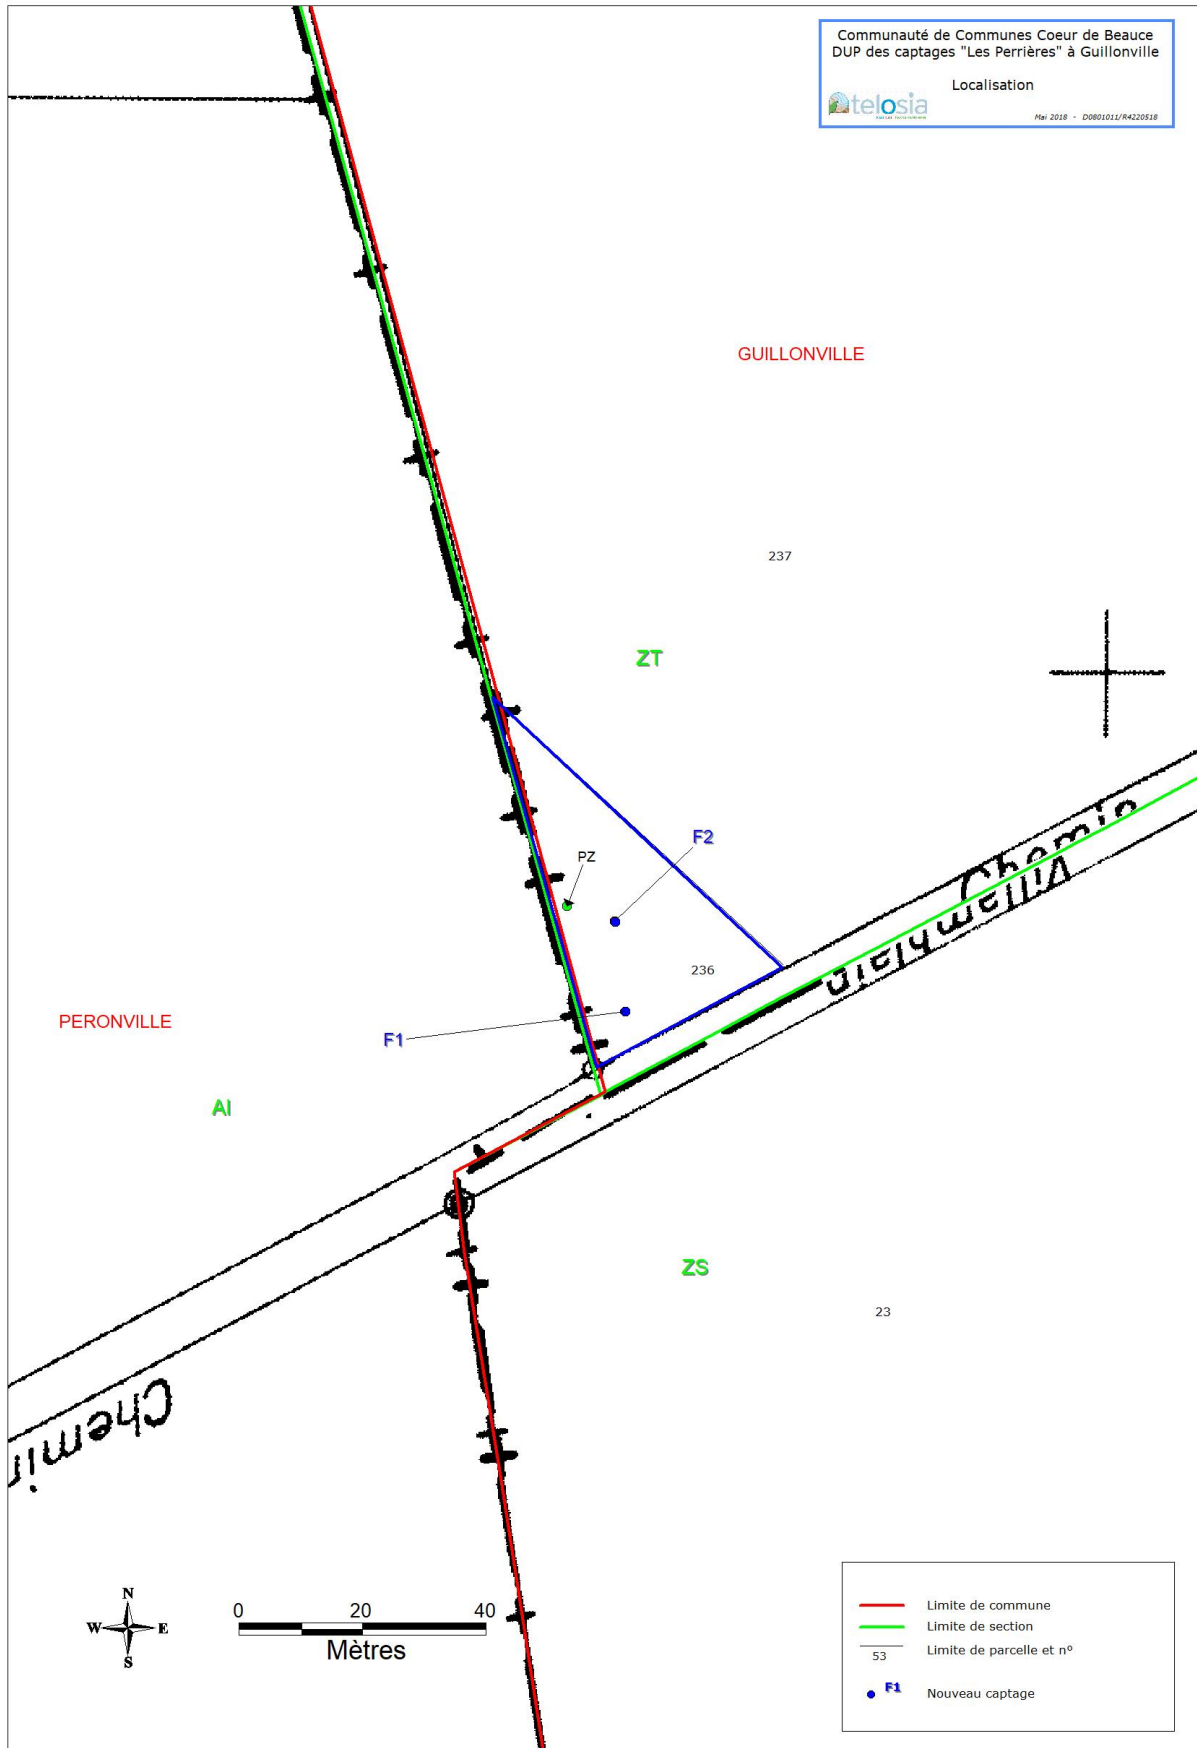 Communauté de Communes Coeur de Beauce
DUP des captages "Les Perrières" à Guillonville
Localisation
telosia
Mai 2018 - D0801011/R4220518
GUILLONVILLE
237
ZT
F2
PZ
236
Chemin
Villamblain
PERONVILLE
F1
AI
ZS
23
Chemin
N
W E
S
0 20 40
Mètres
Limite de commune
Limite de section
53 Limite de parcelle et n°
F1 Nouveau captage